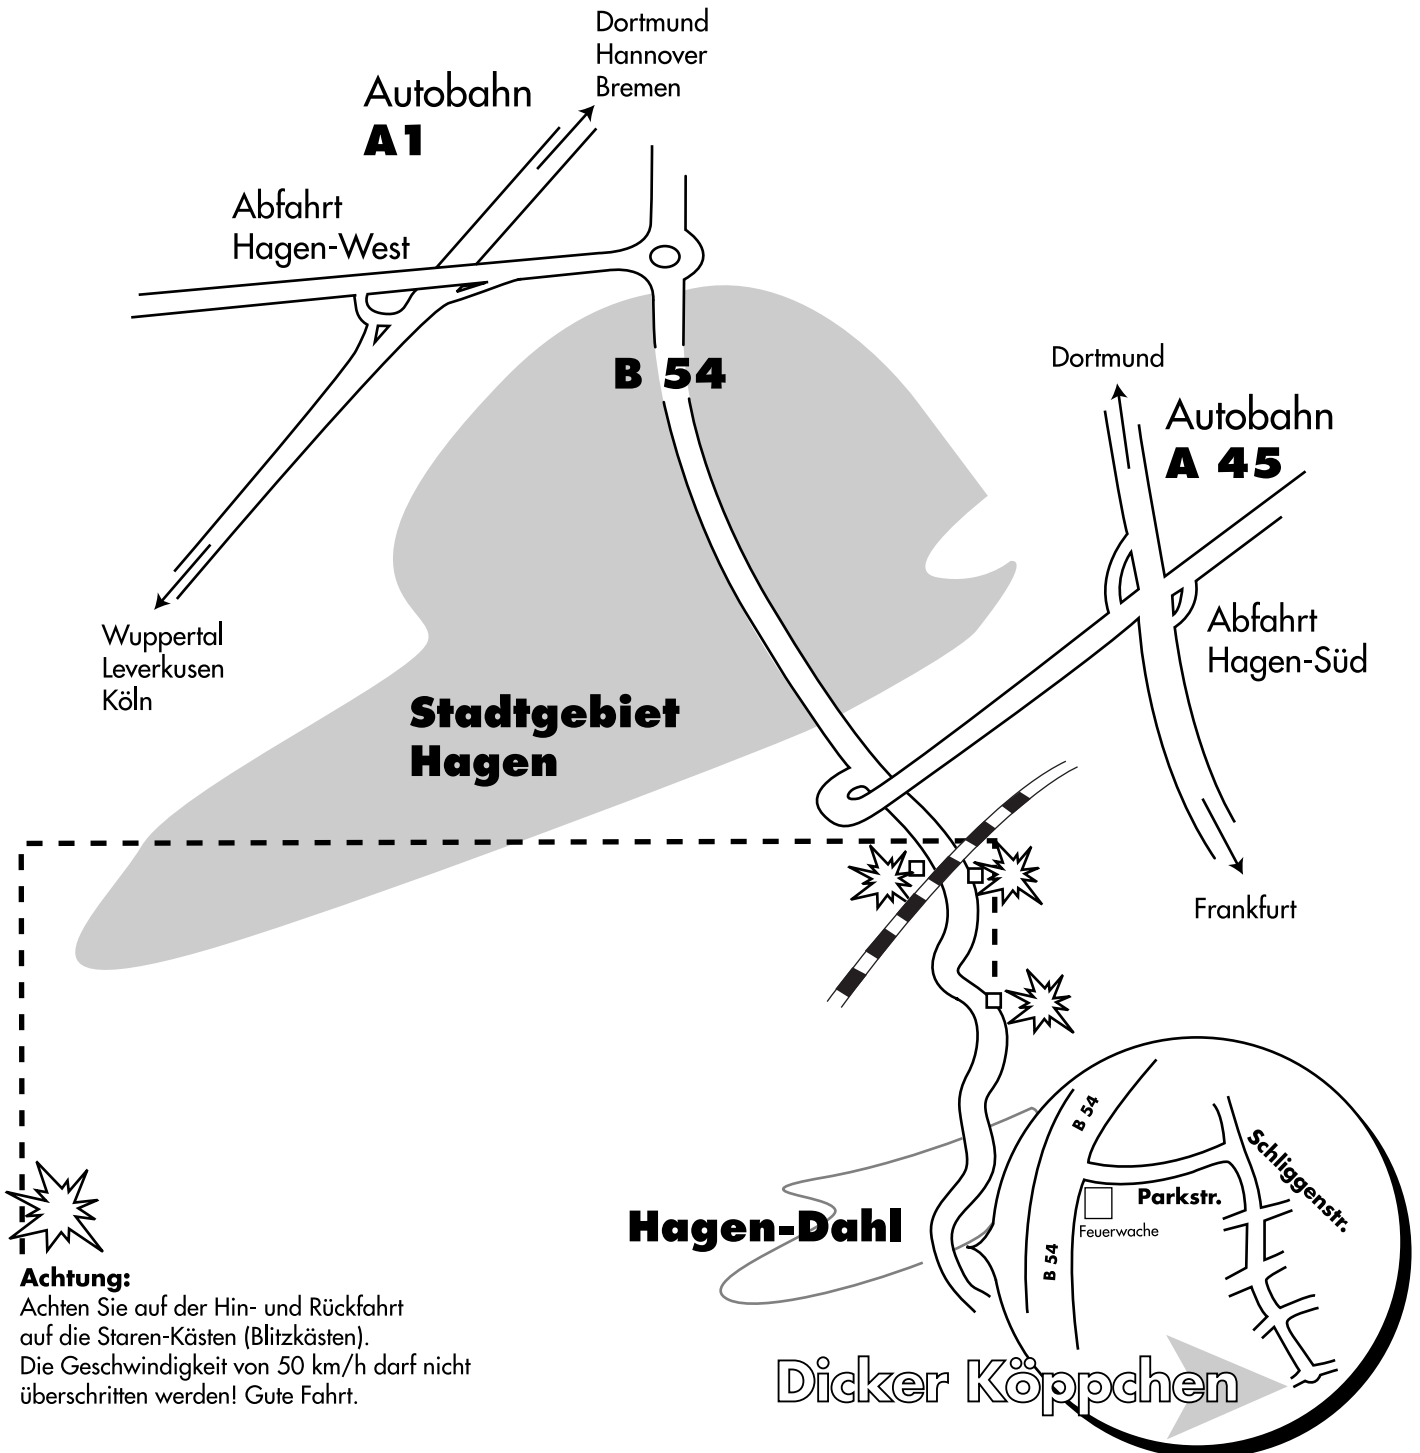 Dortmund
Hannover
Bremen
Autobahn
A1
Abfahrt
Hagen-West
B 54
Dortmund
Autobahn
A 45
Abfahrt
Hagen-Süd
Wuppertal
Leverkusen
Köln
Stadtgebiet
Hagen
Frankfurt
B 54
Schliggenstr.
Parkstr.
Feuerwache
Hagen-Dahl
B 54
Achtung:
Achten Sie auf der Hin- und Rückfahrt
auf die Staren-Kästen (Blitzkästen).
Die Geschwindigkeit von 50 km/h darf nicht
überschritten werden! Gute Fahrt.
Dicker Köppchen